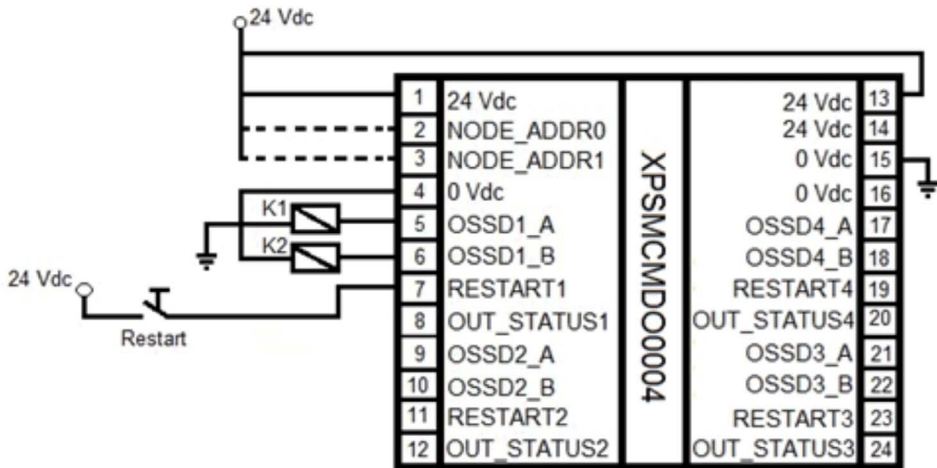 24 Vdc
1 24 Vdc
2 NODE_ADDR0
3 NODE_ADDR1
4 0 Vdc
K1
5 OSSD1_A
K2
6 OSSD1_B
24 Vdc
7 RESTART1
Restart
8 OUT_STATUS1
9 OSSD2_A
10 OSSD2_B
11 RESTART2
12 OUT_STATUS2
XPSMCMDO0004
24 Vdc 13
24 Vdc 14
0 Vdc 15
0 Vdc 16
OSSD4_A 17
OSSD4_B 18
RESTART4 19
OUT_STATUS4 20
OSSD3_A 21
OSSD3_B 22
RESTART3 23
OUT_STATUS3 24